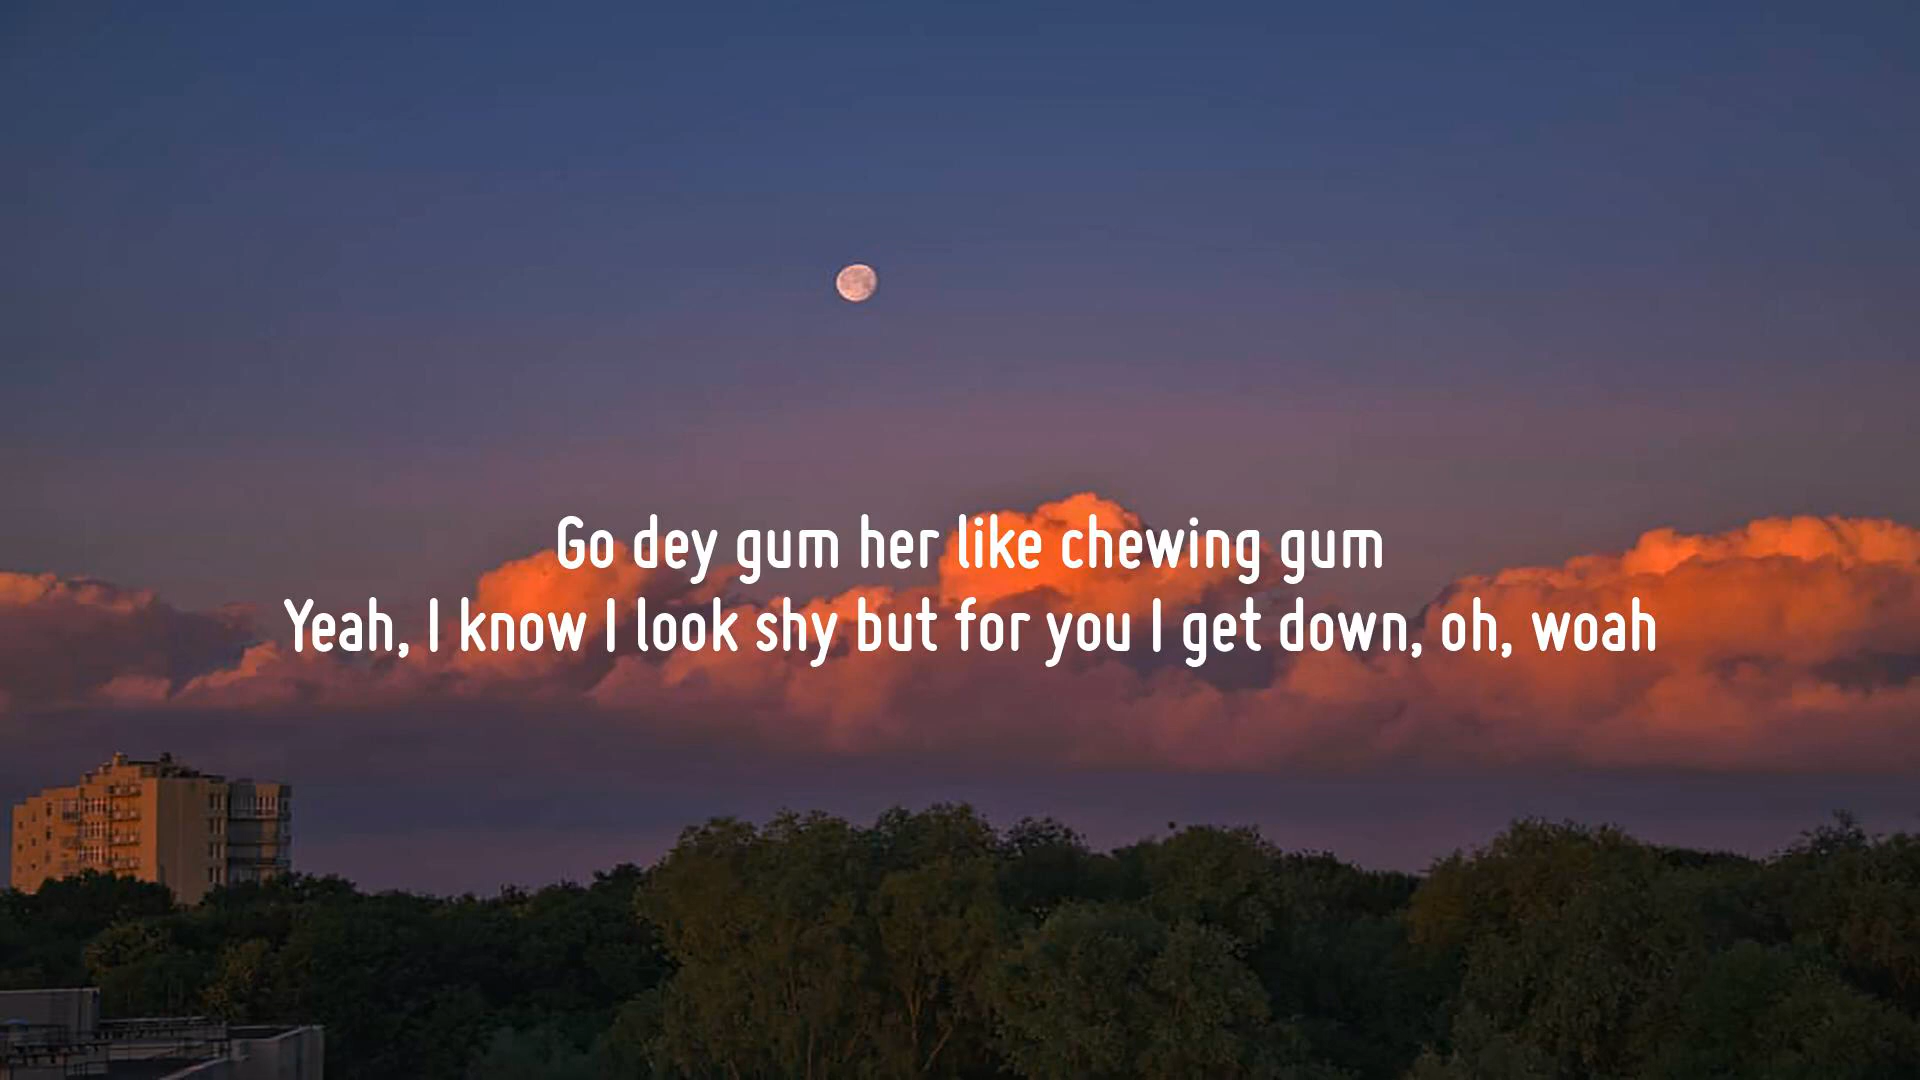 Go dey gum her like chewing gum
Yeah, I know I look shy but for you I get down, oh, woah